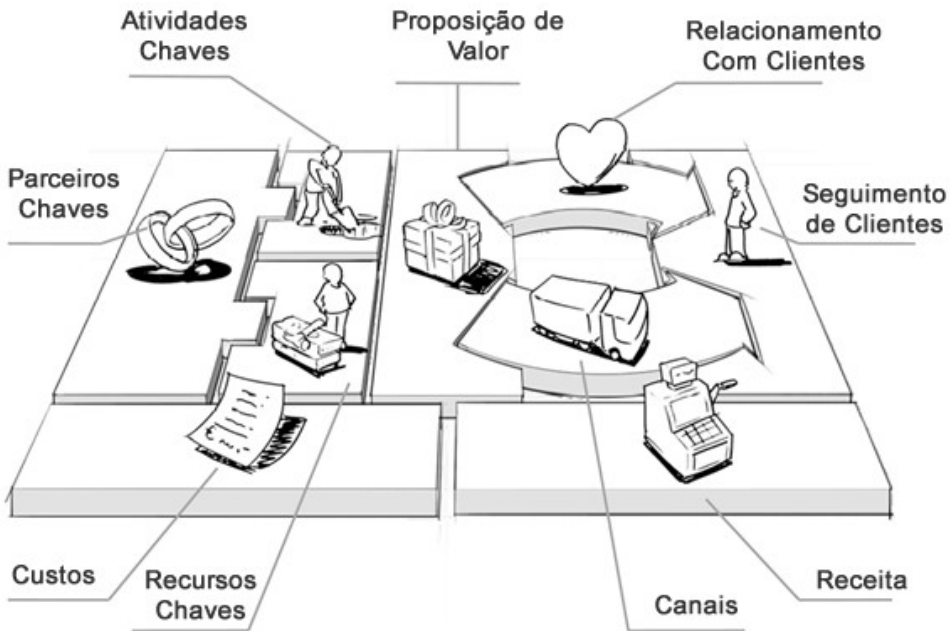 Atividades
Chaves
Proposição de
Valor
Relacionamento
Com Clientes
Parceiros
Chaves
Seguimento
de Clientes
Custos
Recursos
Chaves
Canais
Receita